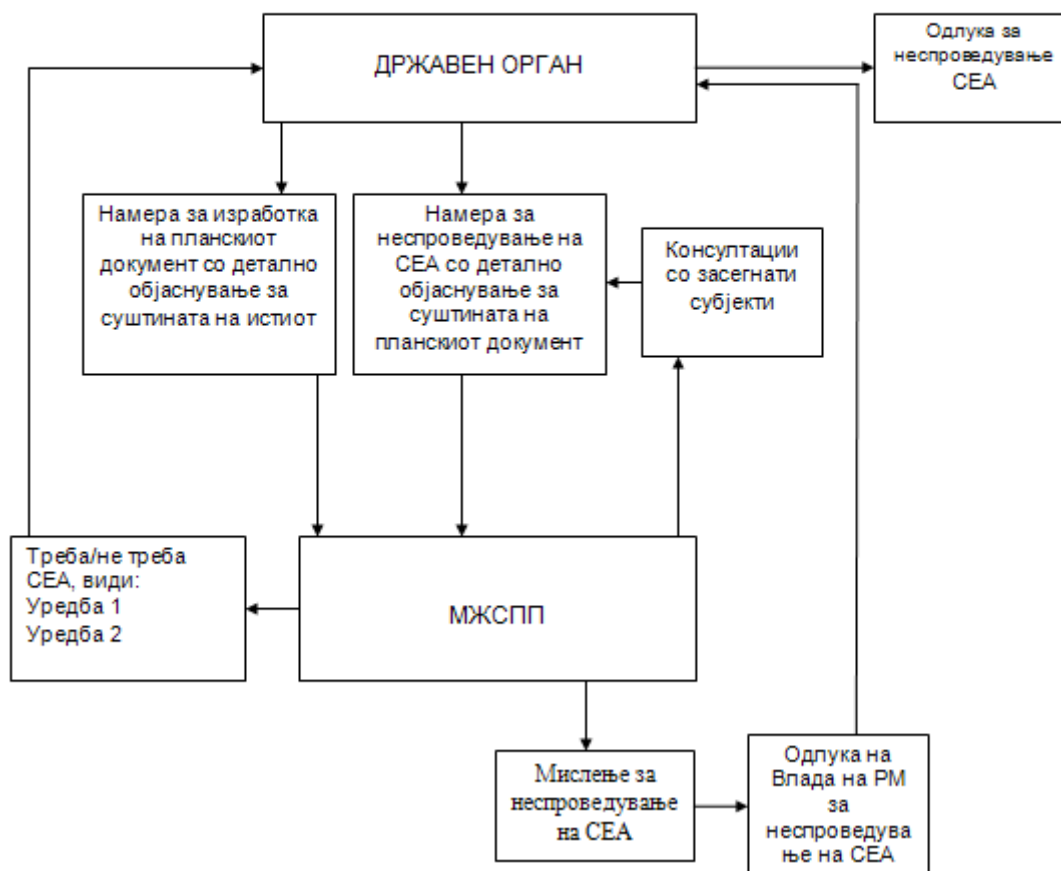 ДРЖАВЕН ОРГАН
Одлука за
неспроведување
СЕА
Намера за изработка
на планскиот
документ со детално
објаснување за
суштината на истиот
Намера за
неспроведување на
СЕА со детално
објаснување за
суштината на
планскиот документ
Консултации
со засегнати
субјекти
Треба/не треба
СЕА, види:
Уредба 1
Уредба 2
МЖСПП
Мислење за
неспроведување
на СЕА
Одлука на
Влада на РМ
за
неспроведува
ње на СЕА